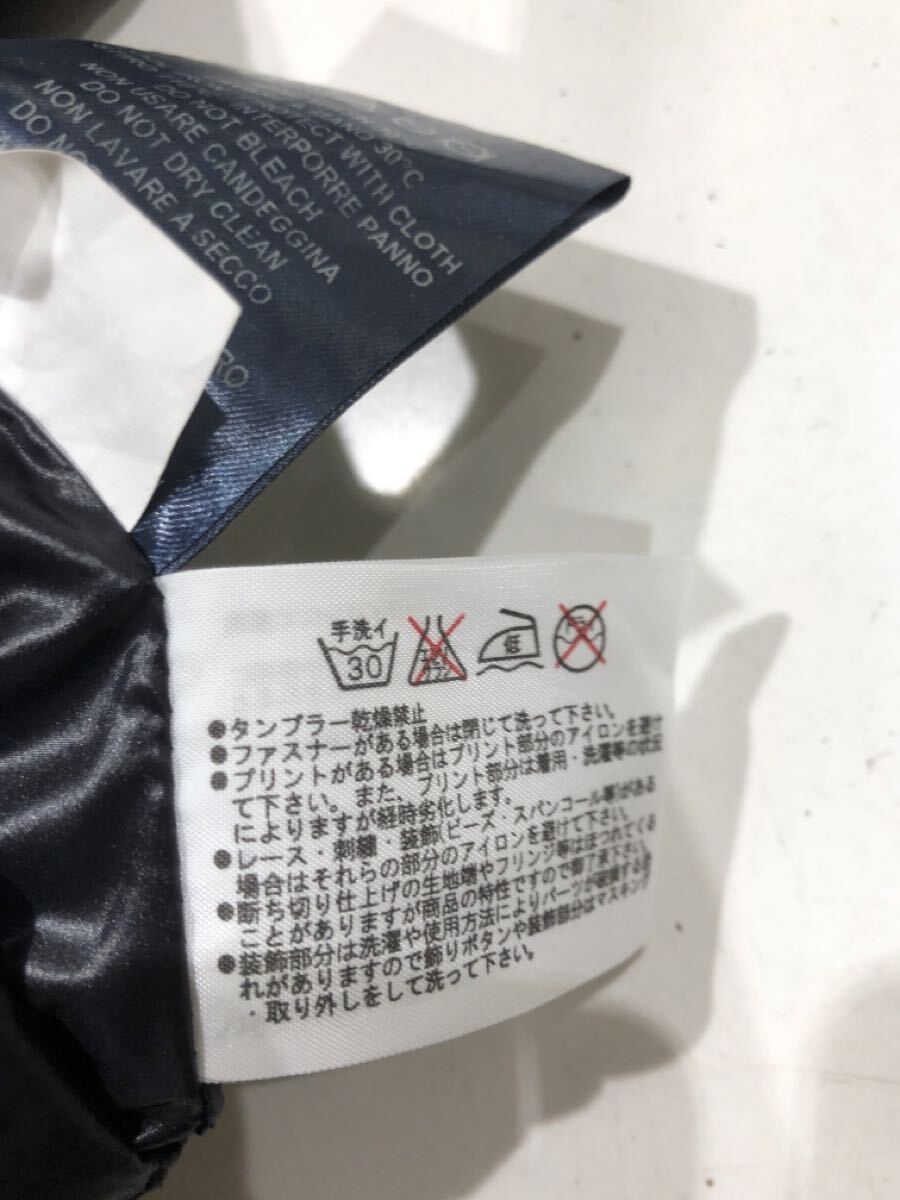 30°C
INTERPORRE PANNO
WITH CLOTH
NON USARE CANDEGGINA
DO NOT BLEACH
NON LAVARE A SECCO
DO NOT DRY CLEAN
RO
手洗イ
30
低
●タンブラー乾燥禁止
●ファスナーがある場合は閉じて洗って下さい。
●プリントがある場合はプリント部分のアイロンを避け
て下さい。また、プリント部分は着用・洗濯等の状況
によりますが経時劣化します。
●レース・刺繍・装飾(ビーズ・スパンコール等)がある
場合はそれらの部分のアイロンを避けて下さい。
●断ち切り仕上げの生地端やフリンジ等はほつれてくる
ことがありますが商品の特性ですので御了承下さい。
●装飾部分は洗濯や使用方法によりパーツが破損する
れがありますので飾りボタンや装飾部分はマスキング
・取り外しをして洗って下さい。